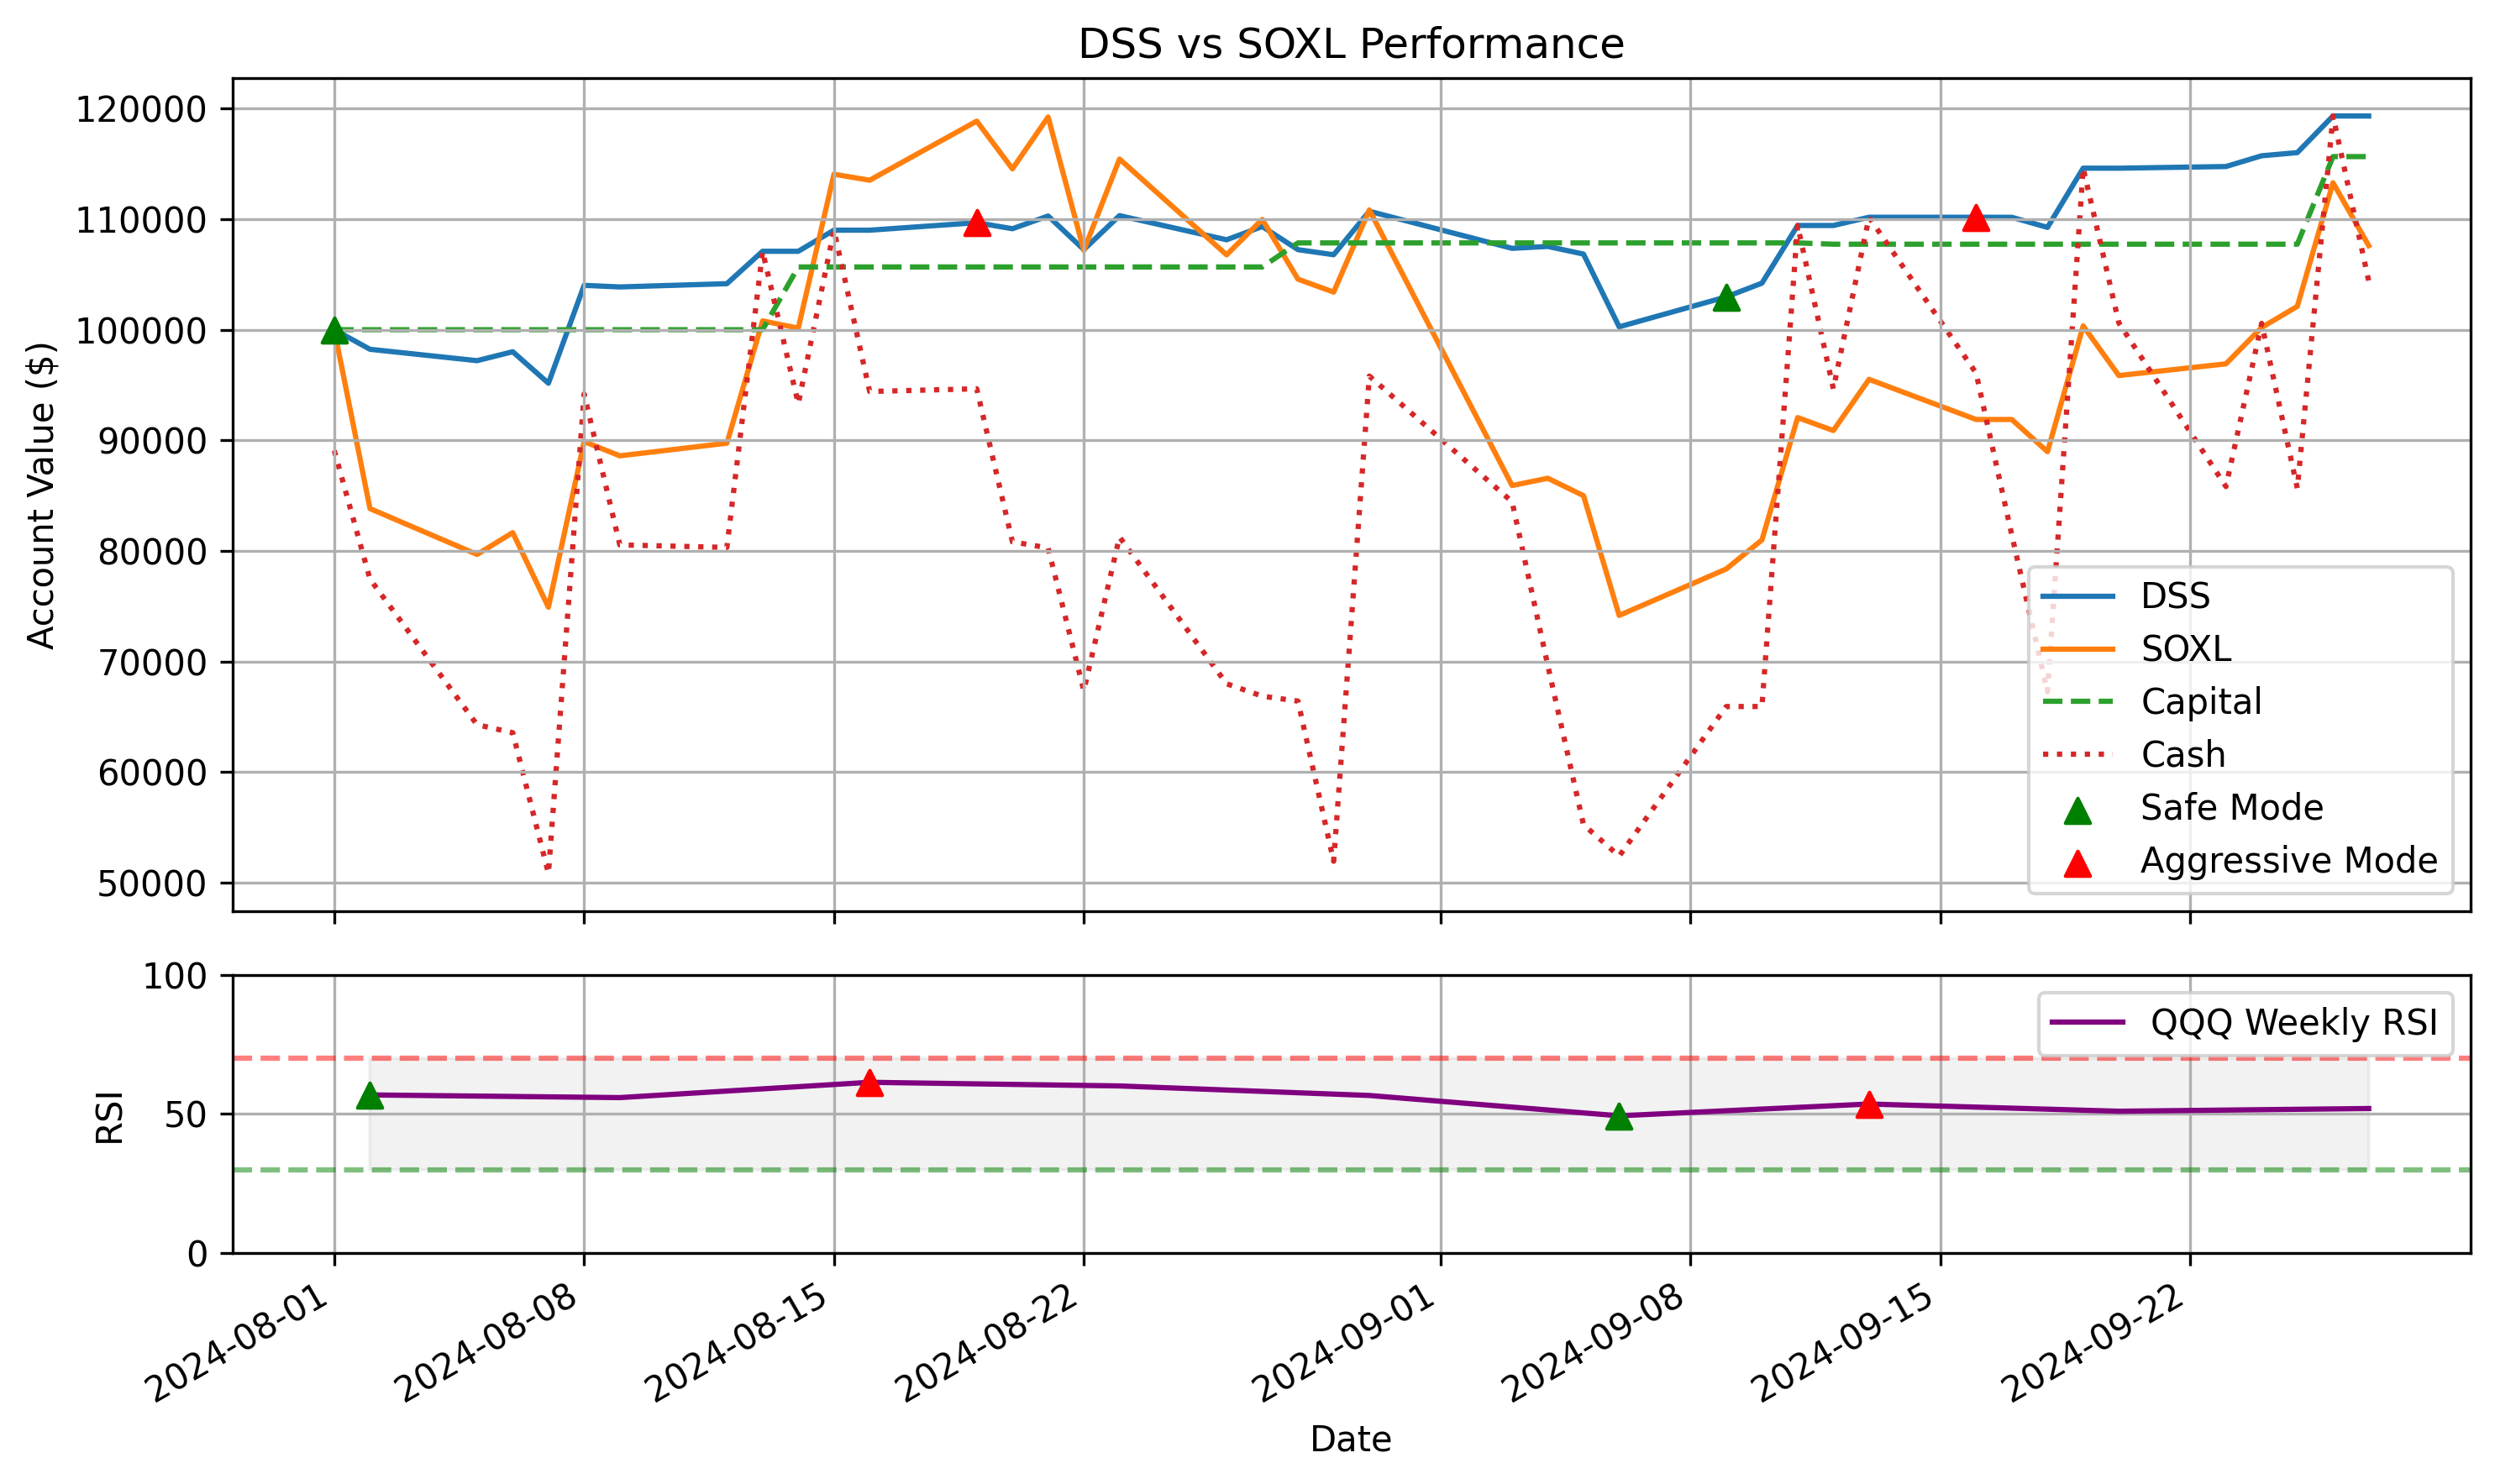 DSS vs SOXL Performance
120000
110000
100000
90000
80000
70000
60000
50000
Account Value ($)
DSS
SOXL
Capital
Cash
Safe Mode
Aggressive Mode
100
50
0
RSI
QQQ Weekly RSI
2024-08-01
2024-08-08
2024-08-15
2024-08-22
2024-09-01
2024-09-08
2024-09-15
2024-09-22
Date